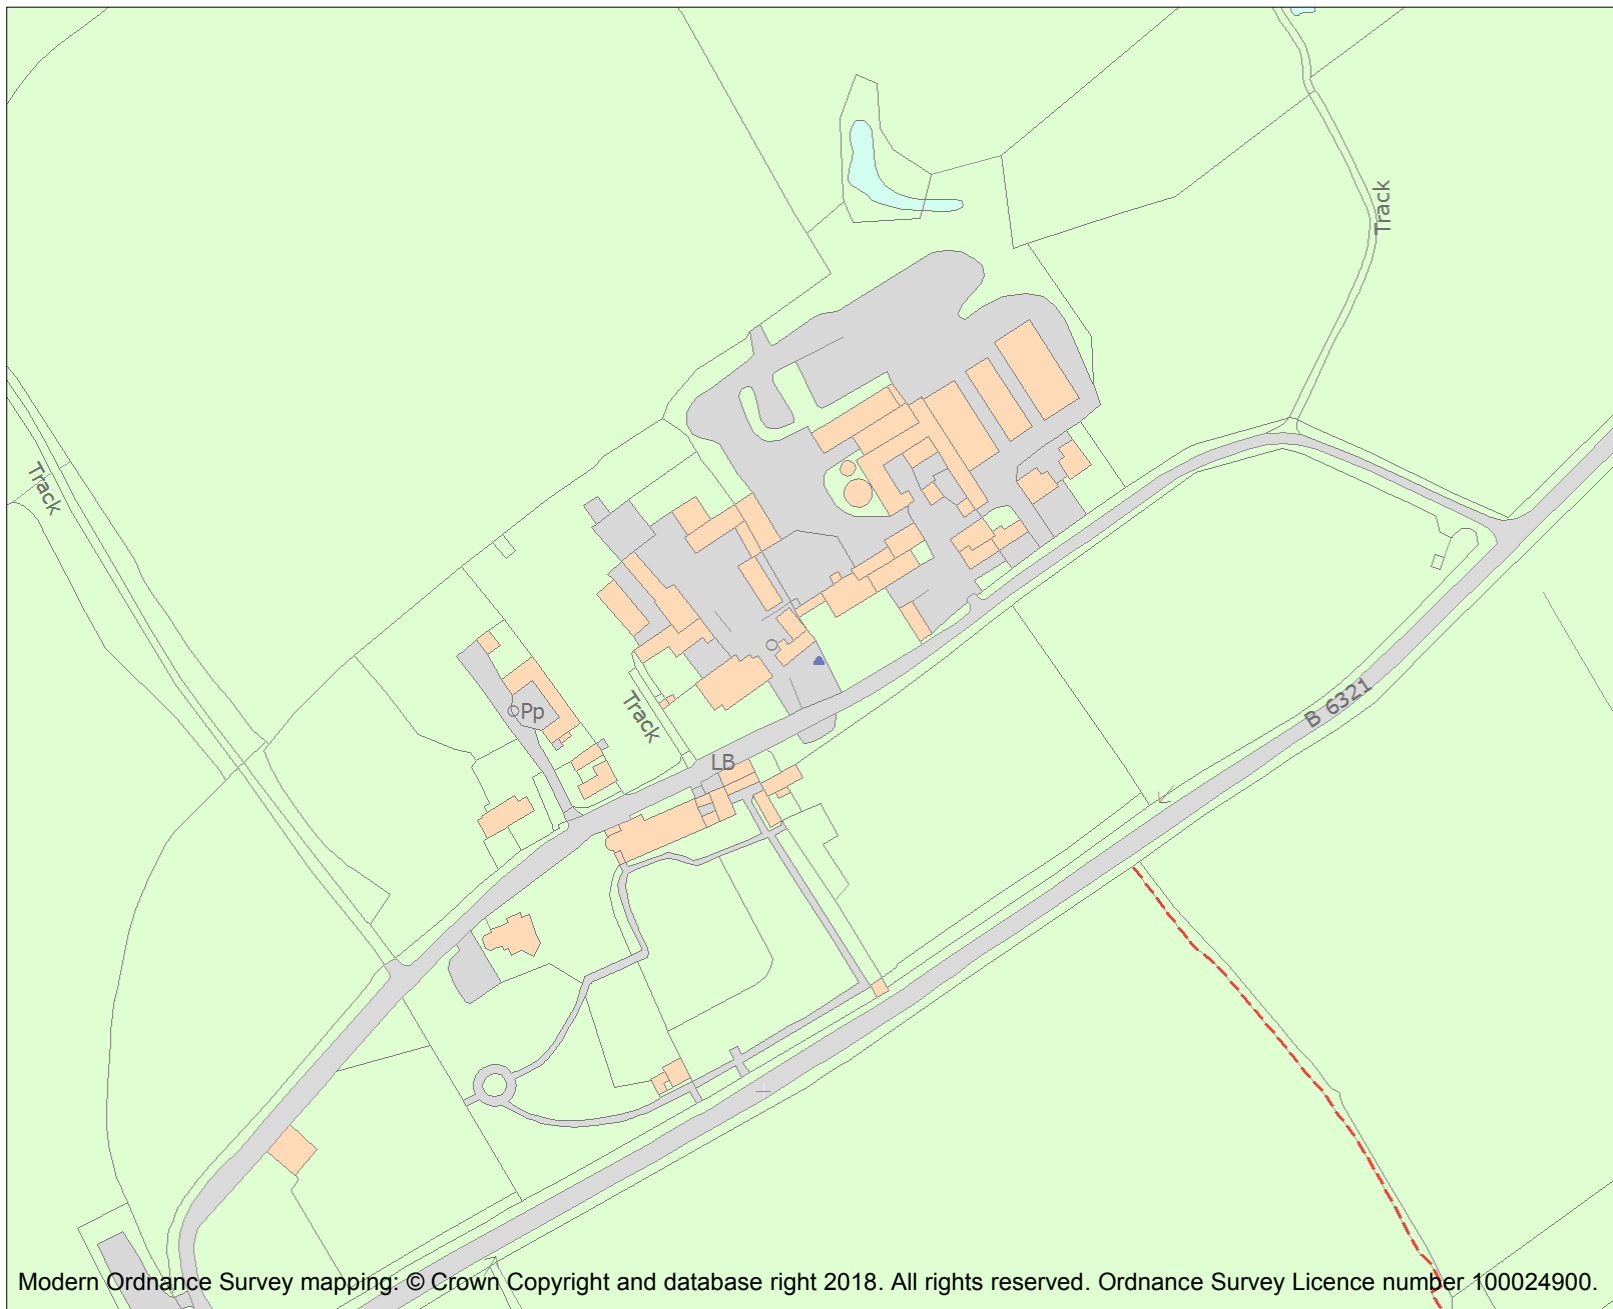 Track
Track
Pp
Track
B 6321
LB
Modern Ordnance Survey mapping: © Crown Copyright and database right 2018. All rights reserved. Ordnance Survey Licence number 100024900.